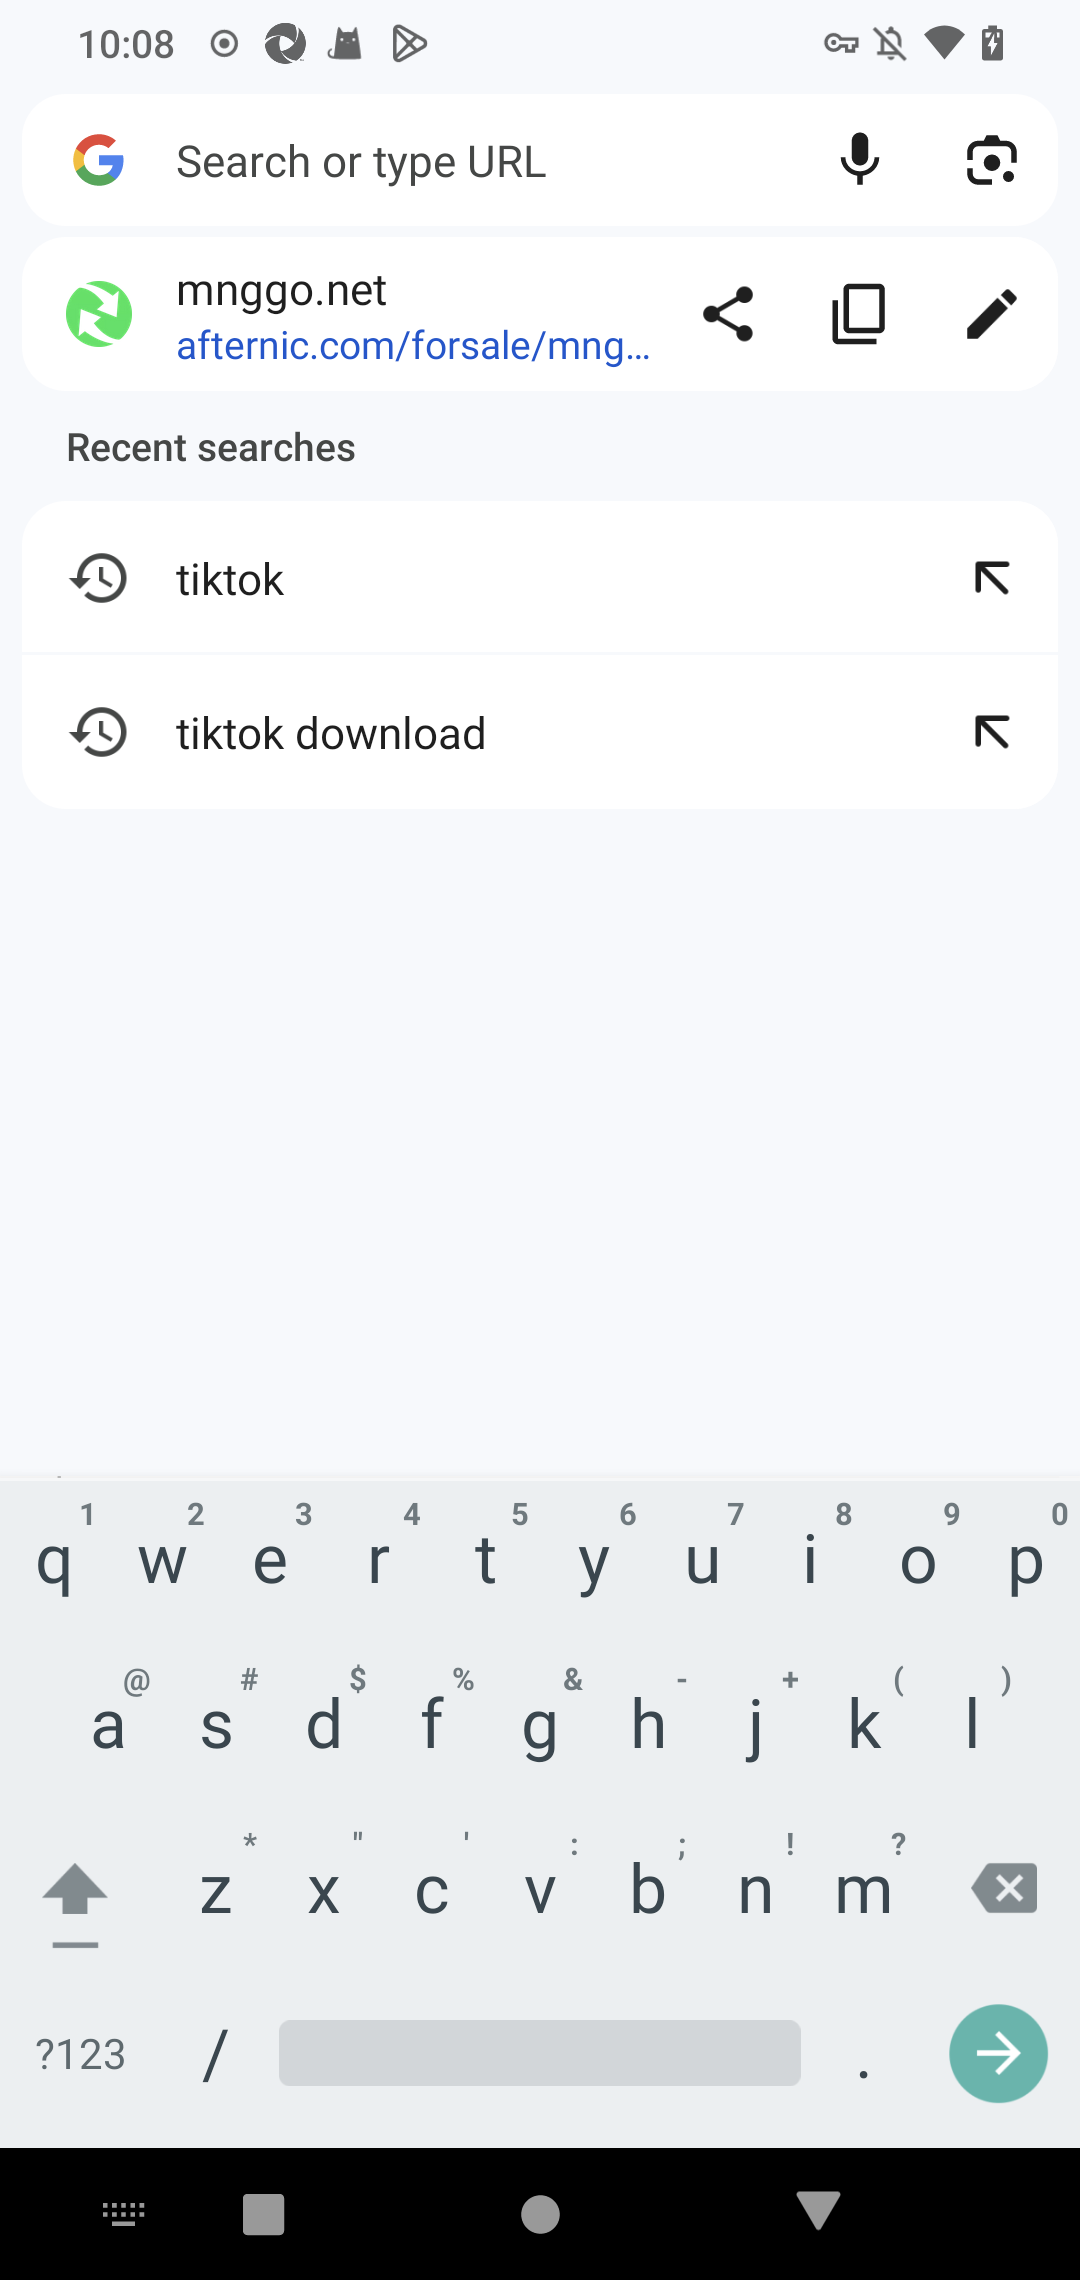 10:08
Search or type URL
mnggo.net
afternic.com/forsale/mng...
Recent searches
tiktok
tiktok download
1 2 3 4 5 6 7 8 9 0
q w e r t y u i o p
@ # $ % & - + ( )
a s d f g h j k l
* " ' : ; ! ?
z x c v b n m
?123 / .